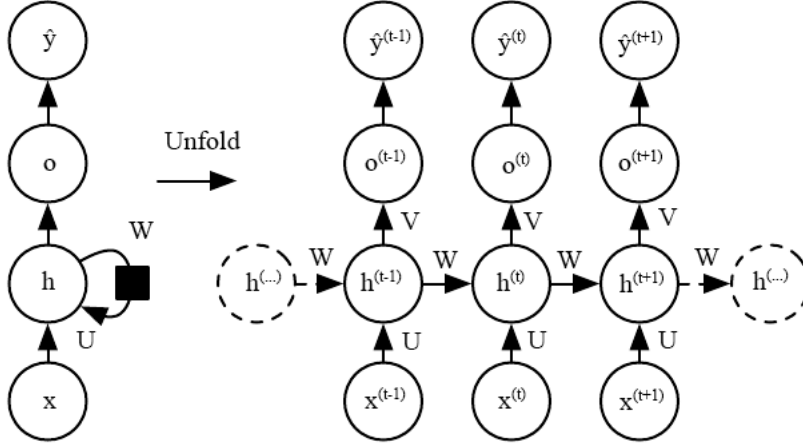 ŷ ŷ(t-1) ŷ(t) ŷ(t+1)
Unfold
o o(t-1) o(t) o(t+1)
W V V V
h h(...) W h(t-1) W h(t) W h(t+1) W h(...)
U U U U
x x(t-1) x(t) x(t+1)